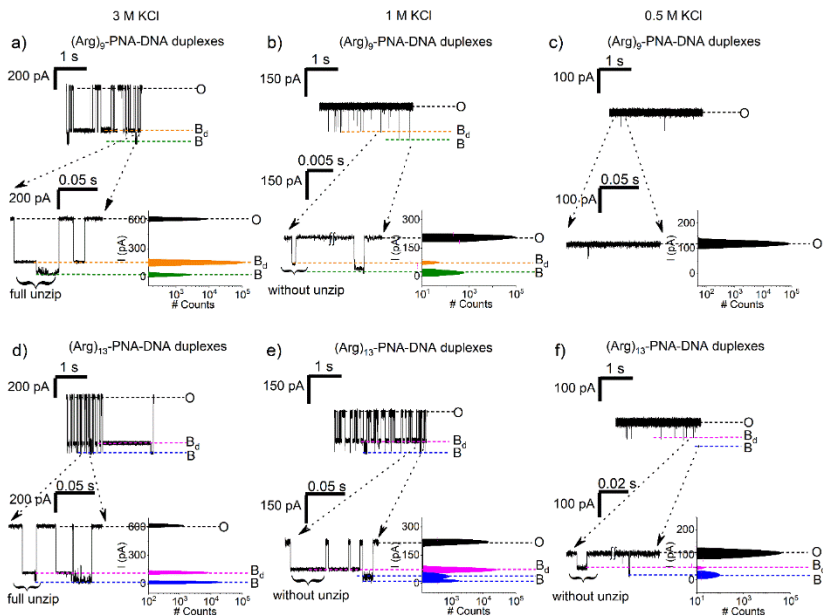 3 M KCl
1 M KCl
0.5 M KCl
a)
(Arg)9-PNA-DNA duplexes
1 s
200 pA
O
Bd
B
0.05 s
200 pA
600
300
0
I (pA)
O
Bd
B
full unzip
10³ 10⁴ 10⁵
# Counts
b)
(Arg)9-PNA-DNA duplexes
1 s
150 pA
O
Bd
B
0.005 s
150 pA
300
150
0
I (pA)
O
Bd
B
without unzip
10¹ 10³ 10⁵
# Counts
c)
(Arg)9-PNA-DNA duplexes
1 s
100 pA
O
0.05 s
100 pA
200
100
0
I (pA)
O
10² 10³ 10⁴ 10⁵
# Counts
d)
(Arg)13-PNA-DNA duplexes
1 s
200 pA
O
Bd
B
0.05 s
200 pA
600
300
0
I (pA)
O
Bd
B
full unzip
10² 10³ 10⁴ 10⁵
# Counts
e)
(Arg)13-PNA-DNA duplexes
1 s
150 pA
O
Bd
B
0.05 s
150 pA
300
150
0
I (pA)
O
Bd
B
without unzip
10² 10³ 10⁴ 10⁵
# Counts
f)
(Arg)13-PNA-DNA duplexes
1 s
100 pA
O
Bd
B
0.02 s
100 pA
200
100
0
I (pA)
O
B
without unzip
10¹ 10³ 10⁵
# Counts